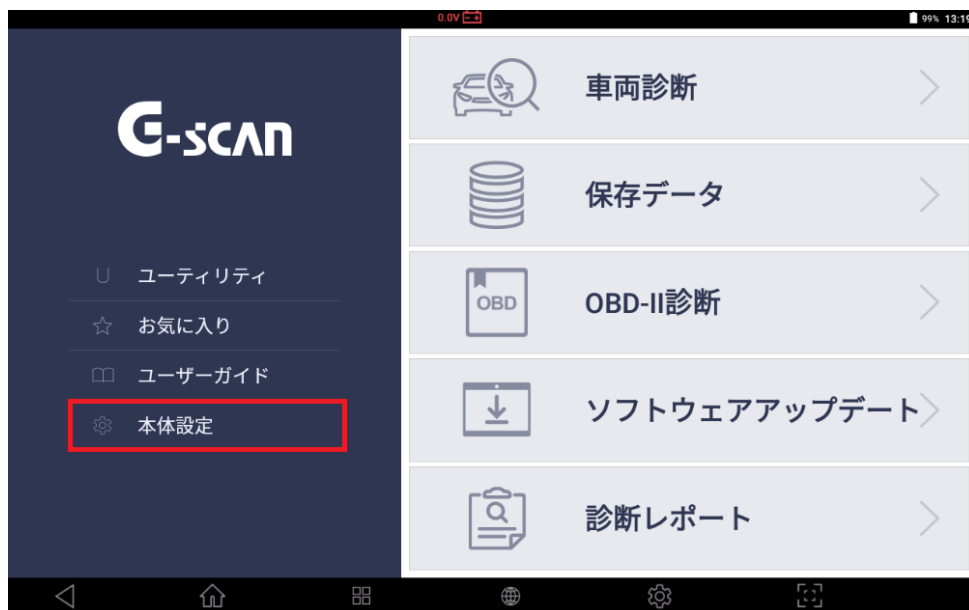 0.0V
99% 13:19
G-scan
ユーティリティ
お気に入り
ユーザーガイド
本体設定
車両診断
保存データ
OBD
OBD-II診断
ソフトウェアアップデート
診断レポート